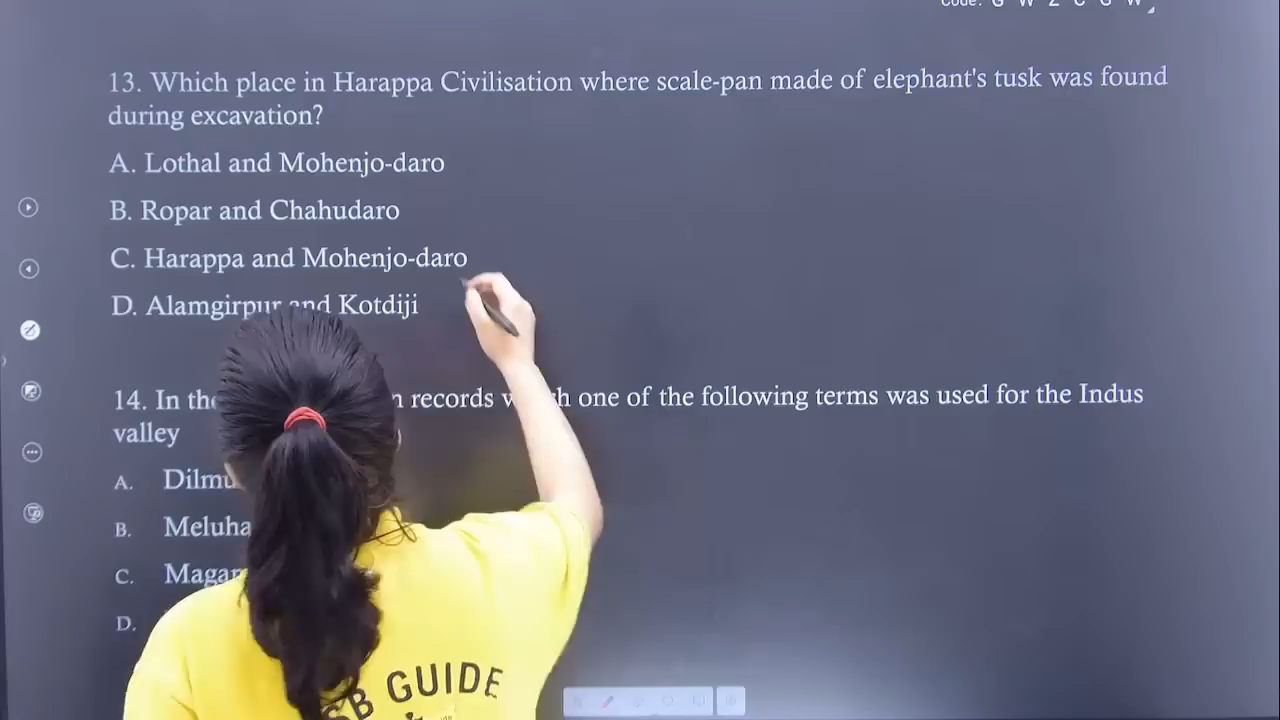 13. Which place in Harappa Civilisation where scale-pan made of elephant's tusk was found
during excavation?
A. Lothal and Mohenjo-daro
B. Ropar and Chahudaro
C. Harappa and Mohenjo-daro
D. Alamgirpur and Kotdiji
14. In the records which one of the following terms was used for the Indus
valley
A.
B. Meluha
C.
D.
GUIDE